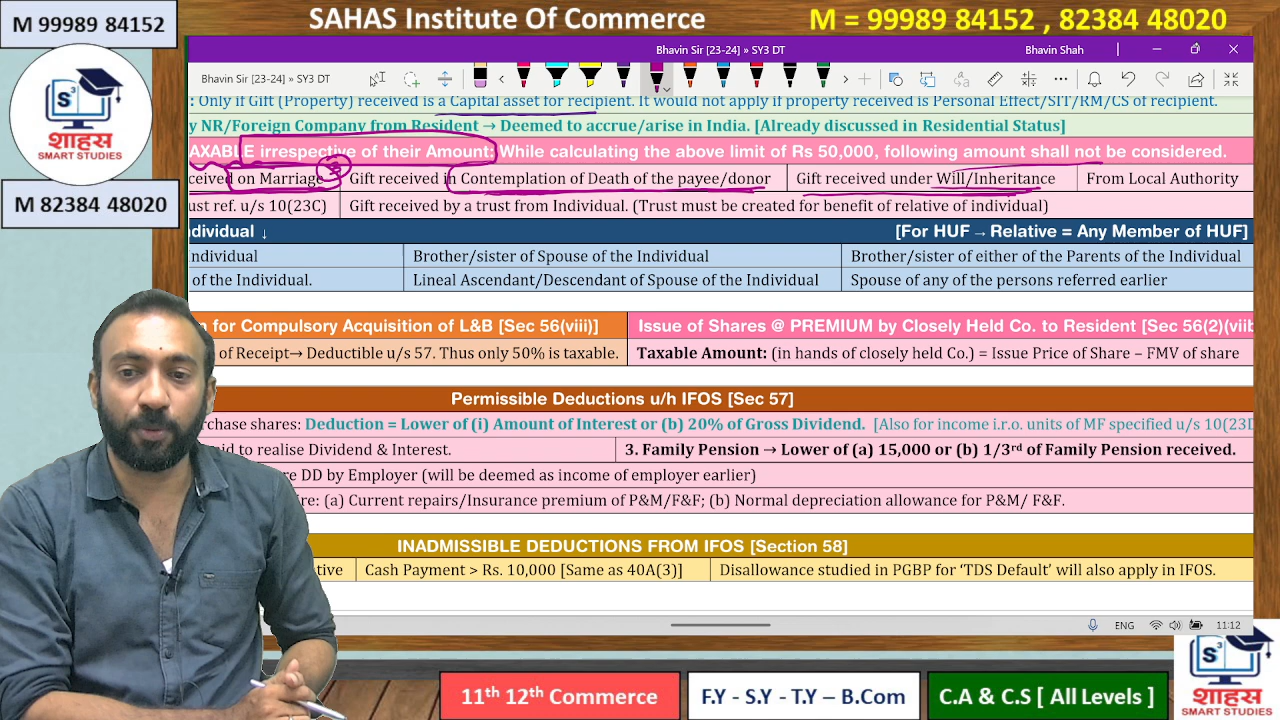 M 99989 84152
SAHAS Institute Of Commerce
M = 99989 84152 , 82384 48020
S³
शाहस
SMART STUDIES
M 82384 48020
Bhavin Sir [23-24] » SY3 DT
Bhavin Shah
Bhavin Sir [23-24] » SY3 DT
: Only if Gift (Property) received is a Capital asset for recipient. It would not apply if property received is Personal Effect/SIT/RM/CS of recipient.
y NR/Foreign Company from Resident → Deemed to accrue/arise in India. [Already discussed in Residential Status]
AXABLE irrespective of their Amount: While calculating the above limit of Rs 50,000, following amount shall not be considered.
ceived on Marriage
Gift received in Contemplation of Death of the payee/donor
Gift received under Will/Inheritance
From Local Authority
ust ref. u/s 10(23C)
Gift received by a trust from Individual. (Trust must be created for benefit of relative of individual)
ndividual ↓
[For HUF → Relative = Any Member of HUF]
ndividual
Brother/sister of Spouse of the Individual
Brother/sister of either of the Parents of the Individual
of the Individual.
Lineal Ascendant/Descendant of Spouse of the Individual
Spouse of any of the persons referred earlier
n for Compulsory Acquisition of L&B [Sec 56(viii)]
Issue of Shares @ PREMIUM by Closely Held Co. to Resident [Sec 56(2)(viib
of Receipt→ Deductible u/s 57. Thus only 50% is taxable.
Taxable Amount: (in hands of closely held Co.) = Issue Price of Share – FMV of share
Permissible Deductions u/h IFOS [Sec 57]
rchase shares: Deduction = Lower of (i) Amount of Interest or (b) 20% of Gross Dividend. [Also for income i.r.o. units of MF specified u/s 10(23D
aid to realise Dividend & Interest.
3. Family Pension → Lower of (a) 15,000 or (b) 1/3rd of Family Pension received.
re DD by Employer (will be deemed as income of employer earlier)
re: (a) Current repairs/Insurance premium of P&M/F&F; (b) Normal depreciation allowance for P&M/ F&F.
INADMISSIBLE DEDUCTIONS FROM IFOS [Section 58]
tive
Cash Payment > Rs. 10,000 [Same as 40A(3)]
Disallowance studied in PGBP for 'TDS Default' will also apply in IFOS.
ENG
11:12
11th 12th Commerce
F.Y - S.Y - T.Y – B.Com
C.A & C.S [ All Levels ]
S³
शाहस
SMART STUDIES